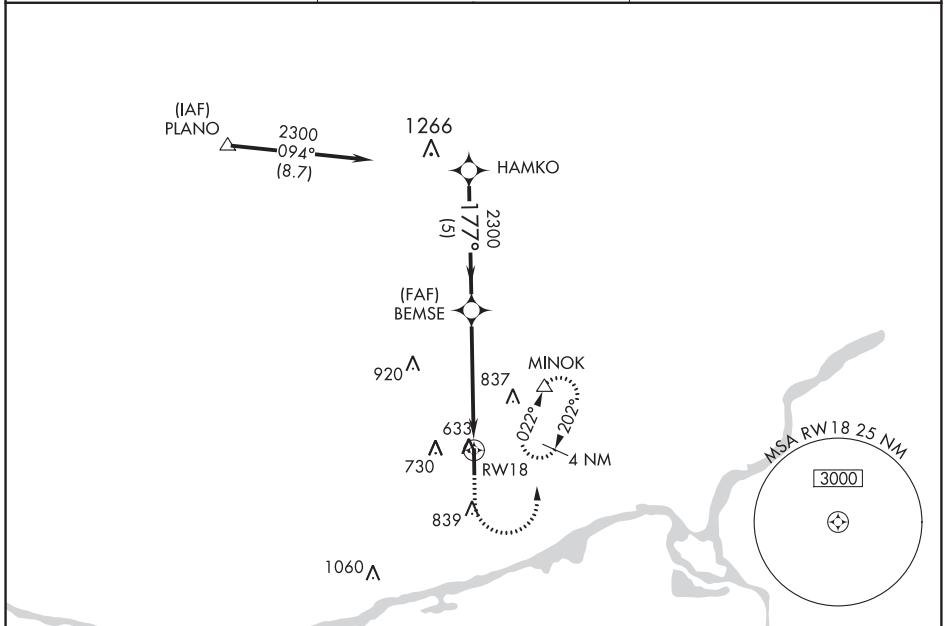 (IAF)
PLANO
2300
094°
(8.7)
1266
HAMKO
2300
177°
(5)
(FAF)
BEMSE
920
837
MINOK
022°
202°
4 NM
633
730
RW18
839
1060
MSA RW18 25 NM
3000